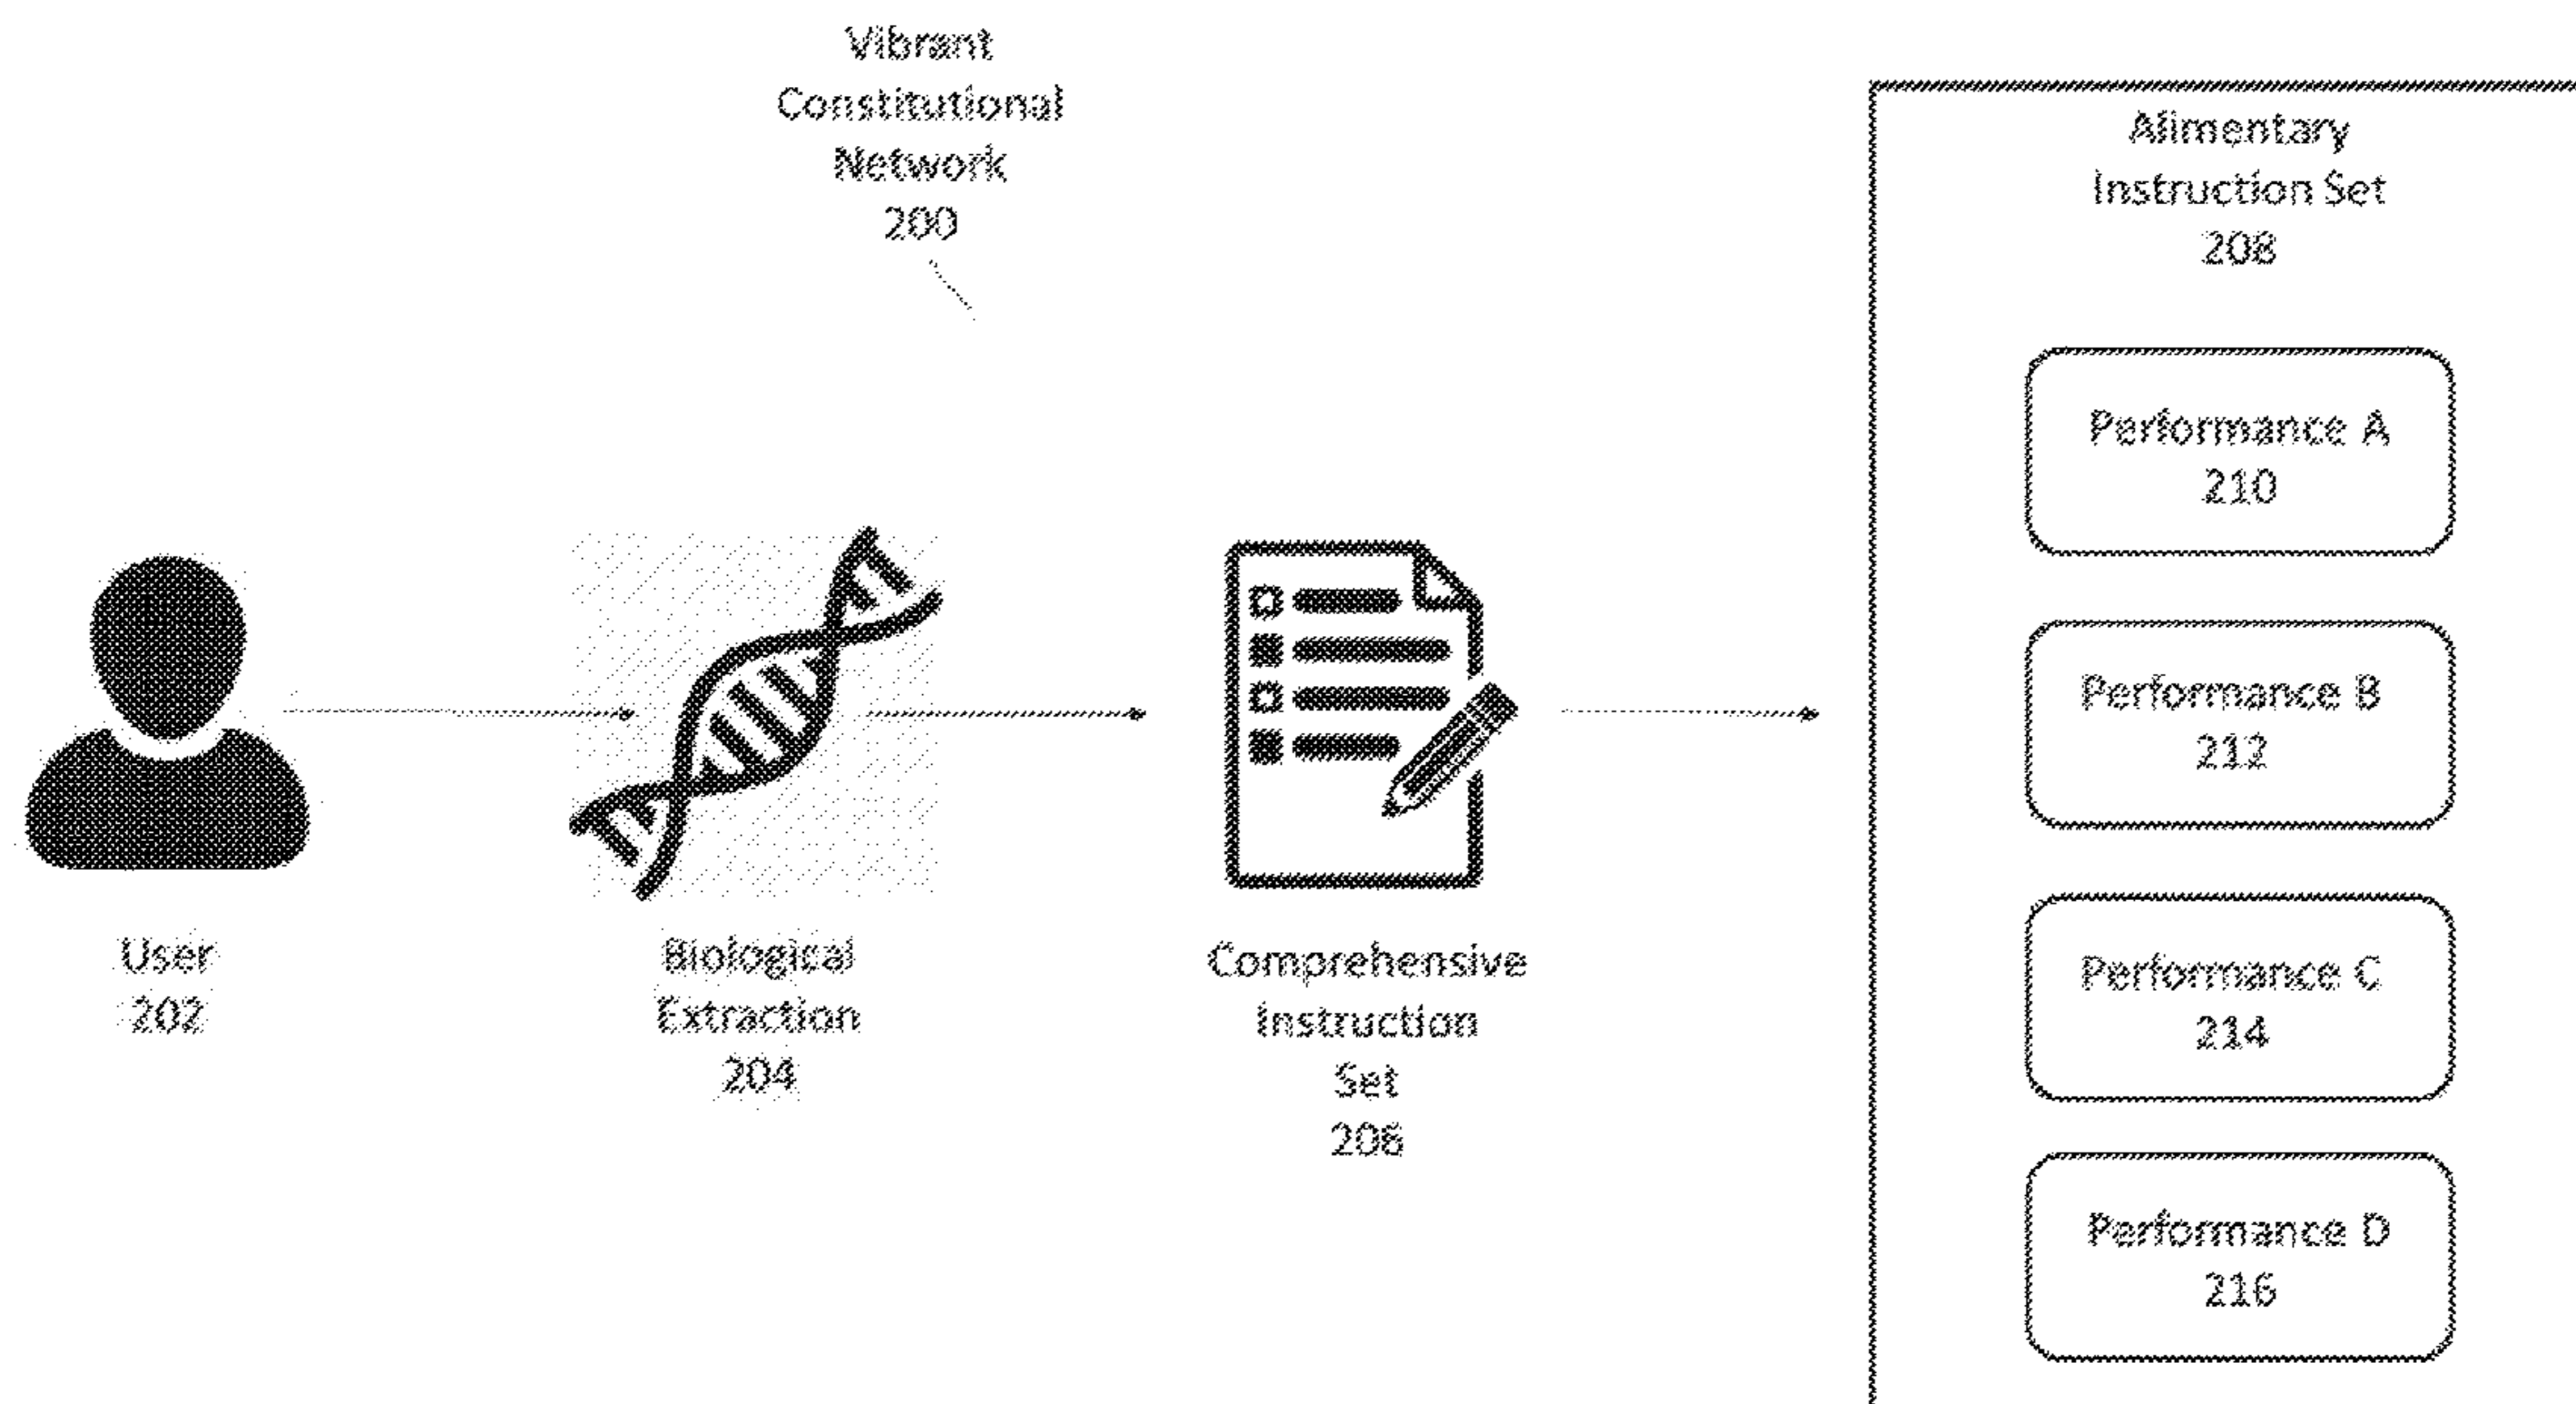 Vibrant
Constitutional
Network
200
Alimentary
Instruction Set
208
Performance A
210
Performance B
212
Performance C
214
Performance D
216
User
202
Biological
Extraction
204
Comprehensive
Instruction
Set
206